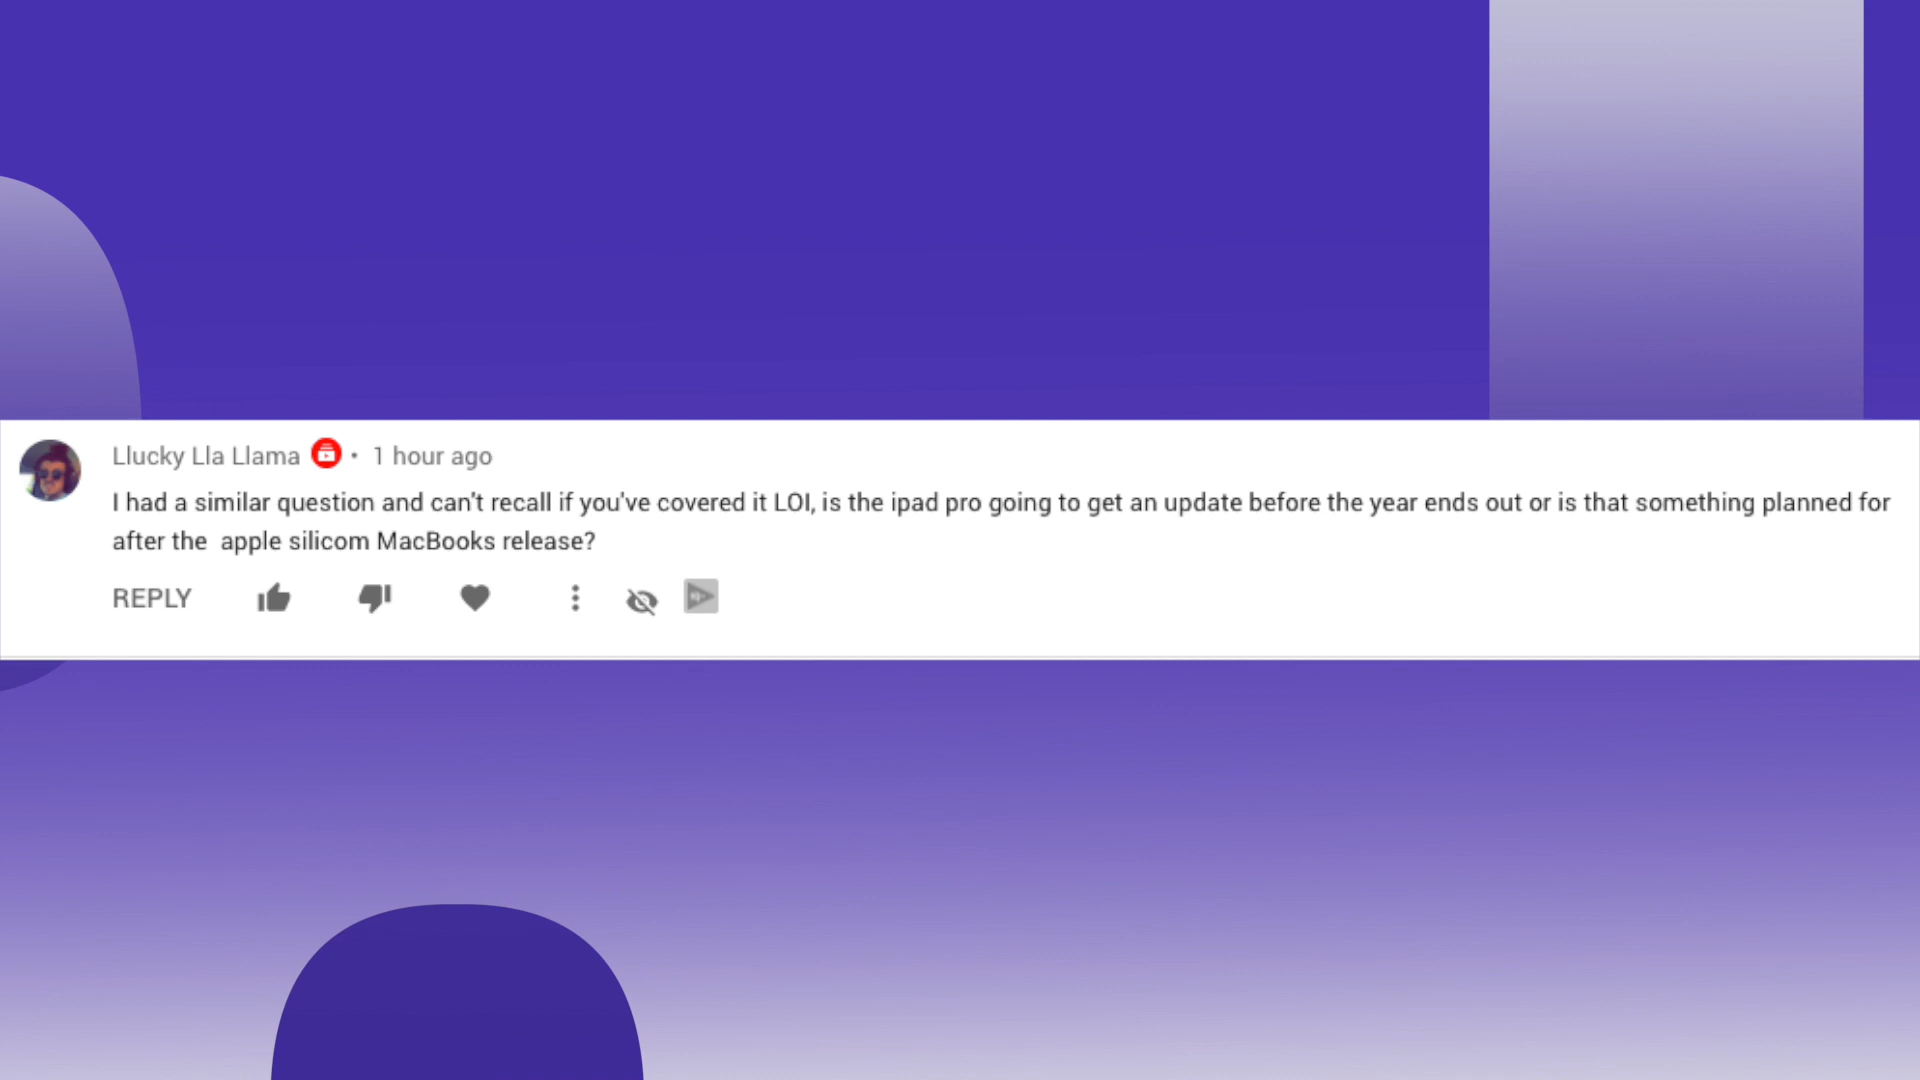 Llucky Lla Llama • 1 hour ago
I had a similar question and can't recall if you've covered it LOI, is the ipad pro going to get an update before the year ends out or is that something planned for
after the  apple silicom MacBooks release?
REPLY